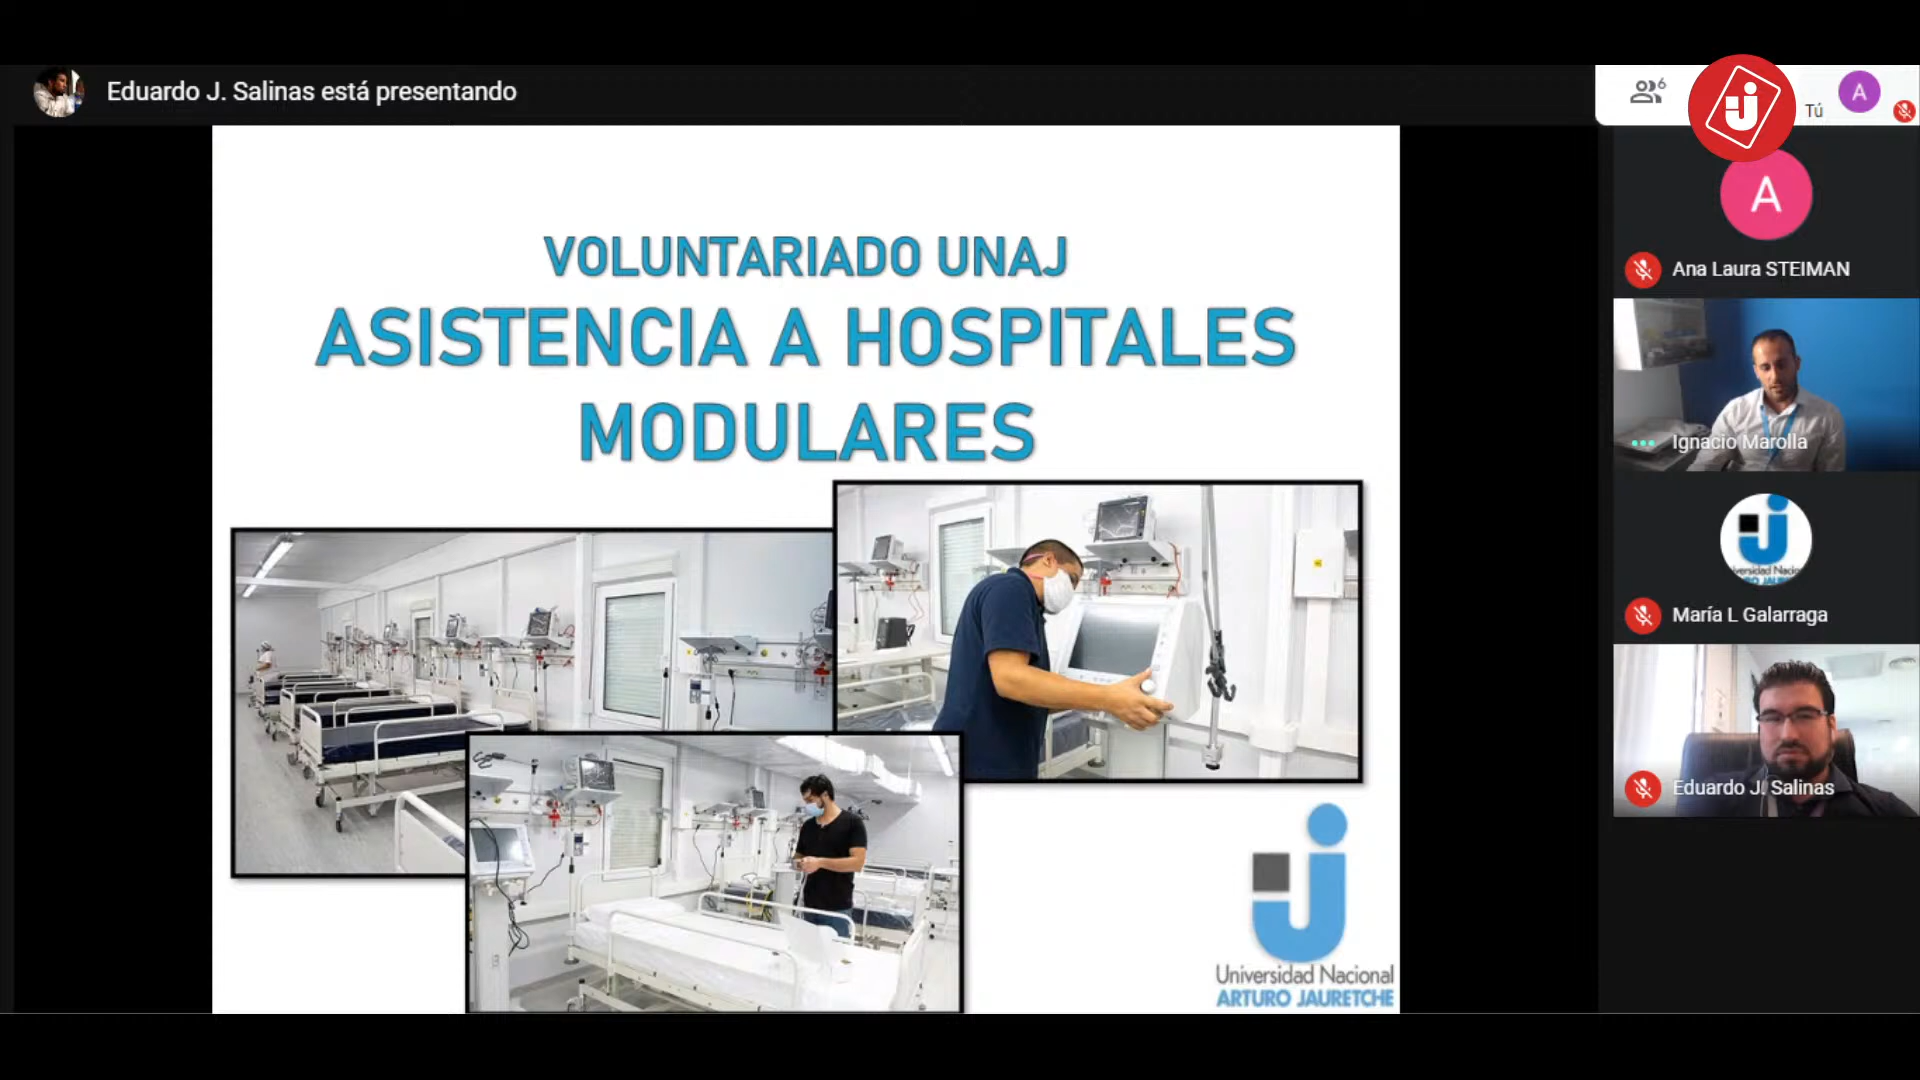 Eduardo J. Salinas está presentando
6
Tú
A
A
Ana Laura STEIMAN
Ignacio Marolla
María L Galarraga
Eduardo J. Salinas
VOLUNTARIADO UNAJ
ASISTENCIA A HOSPITALES
MODULARES
Universidad Nacional
ARTURO JAURETCHE